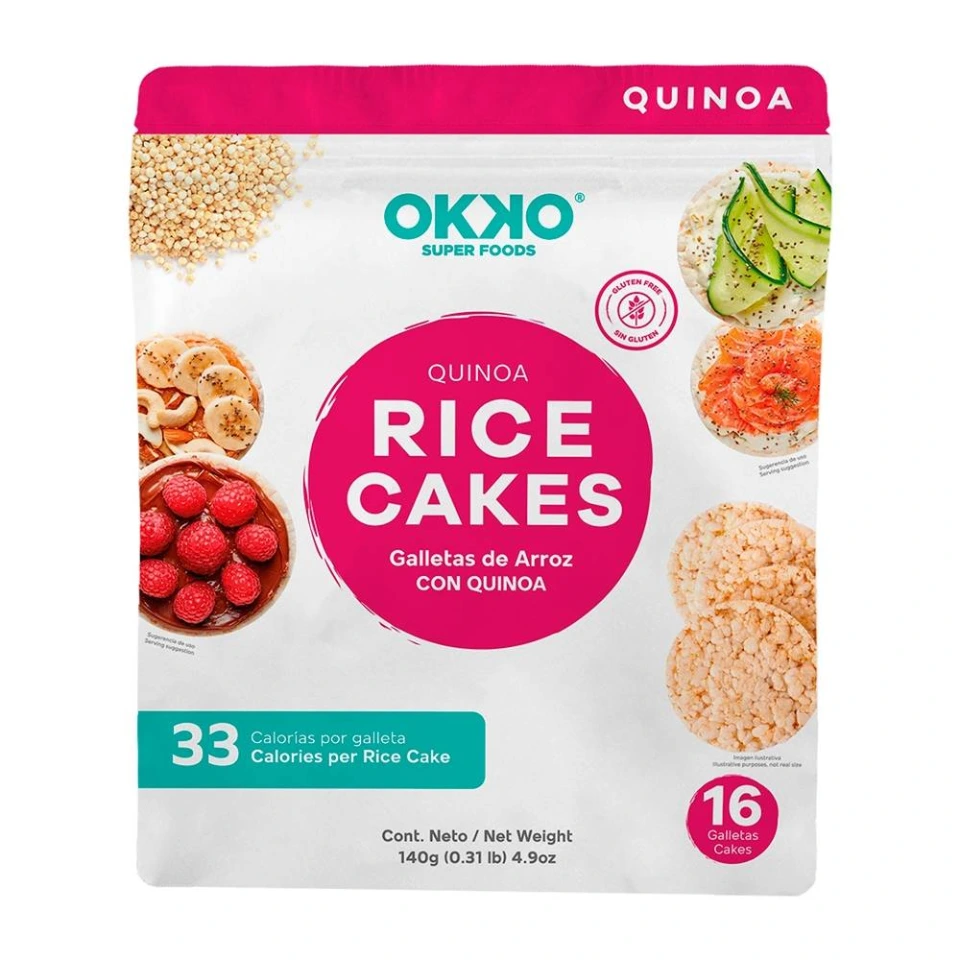 QUINOA
OKKO®
SUPER FOODS
GLUTEN FREE
SIN GLUTEN
QUINOA
RICE
CAKES
Galletas de Arroz
CON QUINOA
Sugerencia de uso
Serving suggestion
Sugerencia de uso
Serving suggestion
33
Calorías por galleta
Calories per Rice Cake
Imagen ilustrativa
Illustrative purposes, not real size
16
Galletas
Cakes
Cont. Neto / Net Weight
140g (0.31 lb) 4.9oz